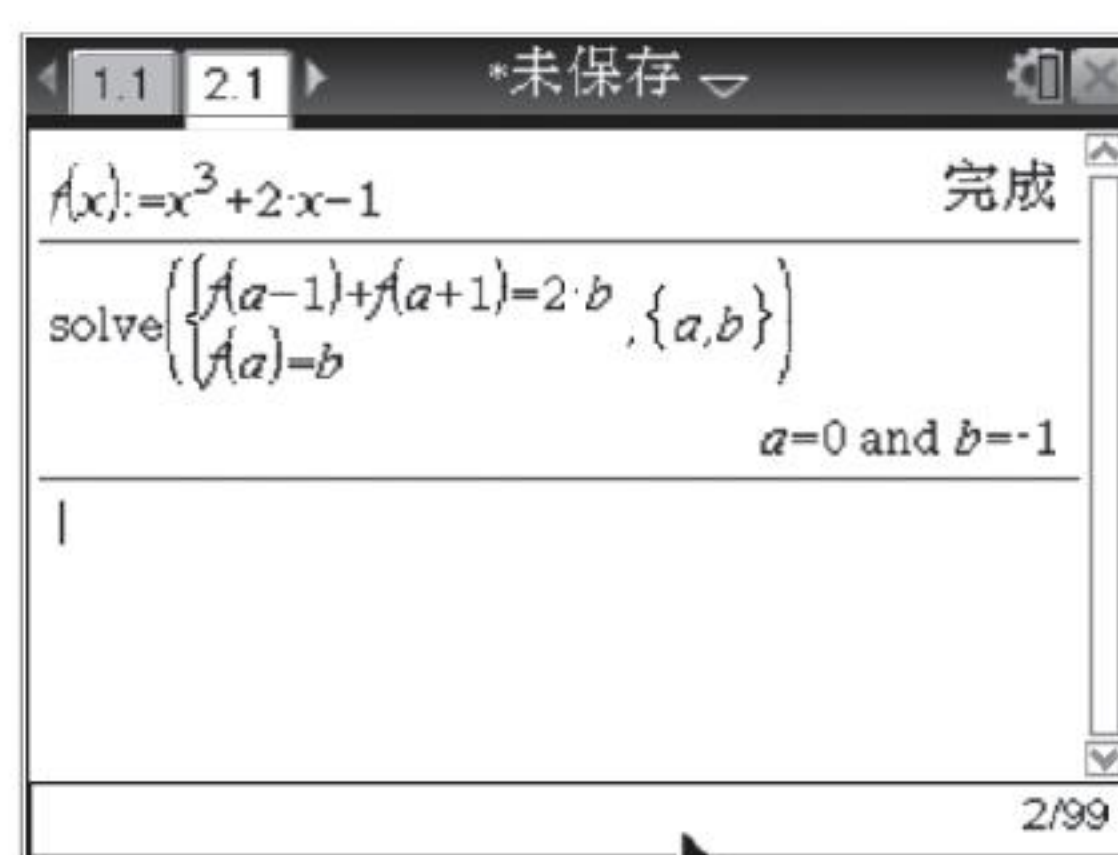 1.1 2.1 *未保存
f(x):=x³+2·x-1 完成
solve({f(a-1)+f(a+1)=2·b
f(a)=b ,{a,b})
a=0 and b=-1
2/99